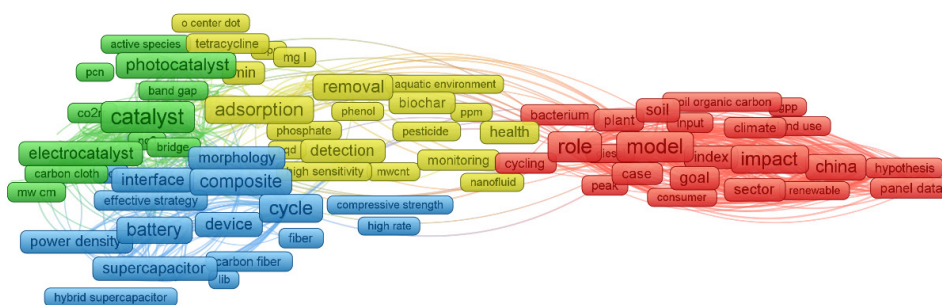 o center dot
active species
tetracycline
photocatalyst
mg l
pcn
min
band gap
removal
aquatic environment
adsorption
biochar
catalyst
phenol
ppm
phosphate
pesticide
health
bridge
electrocatalyst
detection
morphology
monitoring
carbon cloth
interface
composite
high sensitivity
mwcnt
nanofluid
mw cm
effective strategy
cycle
compressive strength
battery
device
high rate
power density
fiber
supercapacitor
carbon fiber
lib
hybrid supercapacitor
soil organic carbon
gpp
bacterium
plant
soil
input
climate
role
model
cycling
index
impact
china
hypothesis
case
goal
peak
sector
renewable
panel data
consumer